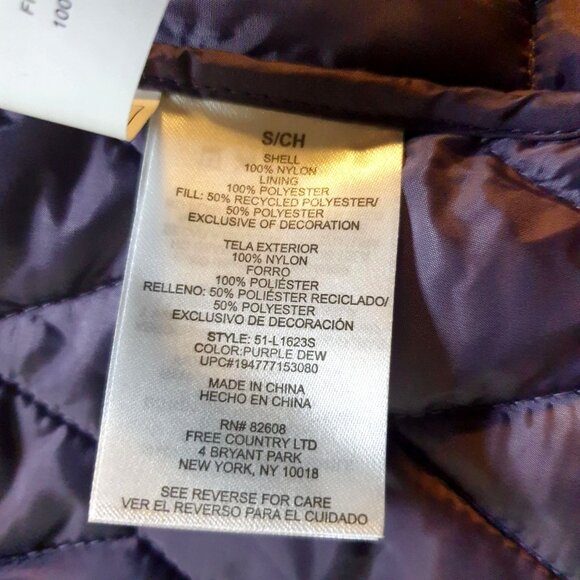 100
S/CH
SHELL
100% NYLON
LINING
100% POLYESTER
FILL: 50% RECYCLED POLYESTER/
50% POLYESTER
EXCLUSIVE OF DECORATION
TELA EXTERIOR
100% NYLON
FORRO
100% POLIÉSTER
RELLENO: 50% POLIÉSTER RECICLADO/
50% POLYESTER
EXCLUSIVO DE DECORACIÓN
STYLE: 51-L1623S
COLOR:PURPLE DEW
UPC#194777153080
MADE IN CHINA
HECHO EN CHINA
RN# 82608
FREE COUNTRY LTD
4 BRYANT PARK
NEW YORK, NY 10018
SEE REVERSE FOR CARE
VER EL REVERSO PARA EL CUIDADO